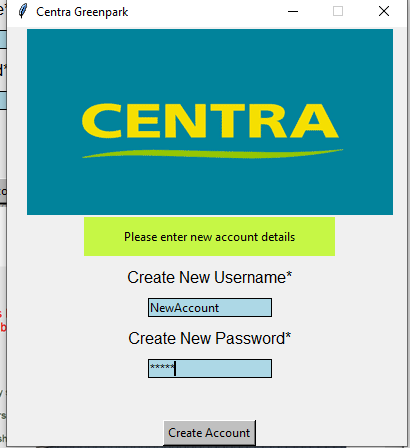 Centra Greenpark
CENTRA
Please enter new account details
Create New Username*
NewAccount
Create New Password*
*****
Create Account